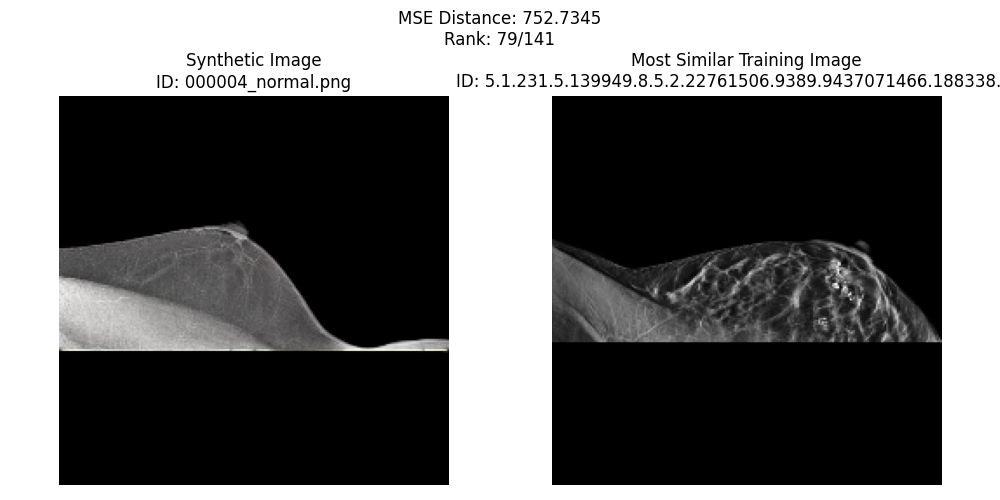 MSE Distance: 752.7345
Rank: 79/141
Synthetic Image
ID: 000004_normal.png
Most Similar Training Image
ID: 5.1.231.5.139949.8.5.2.22761506.9389.9437071466.188338.